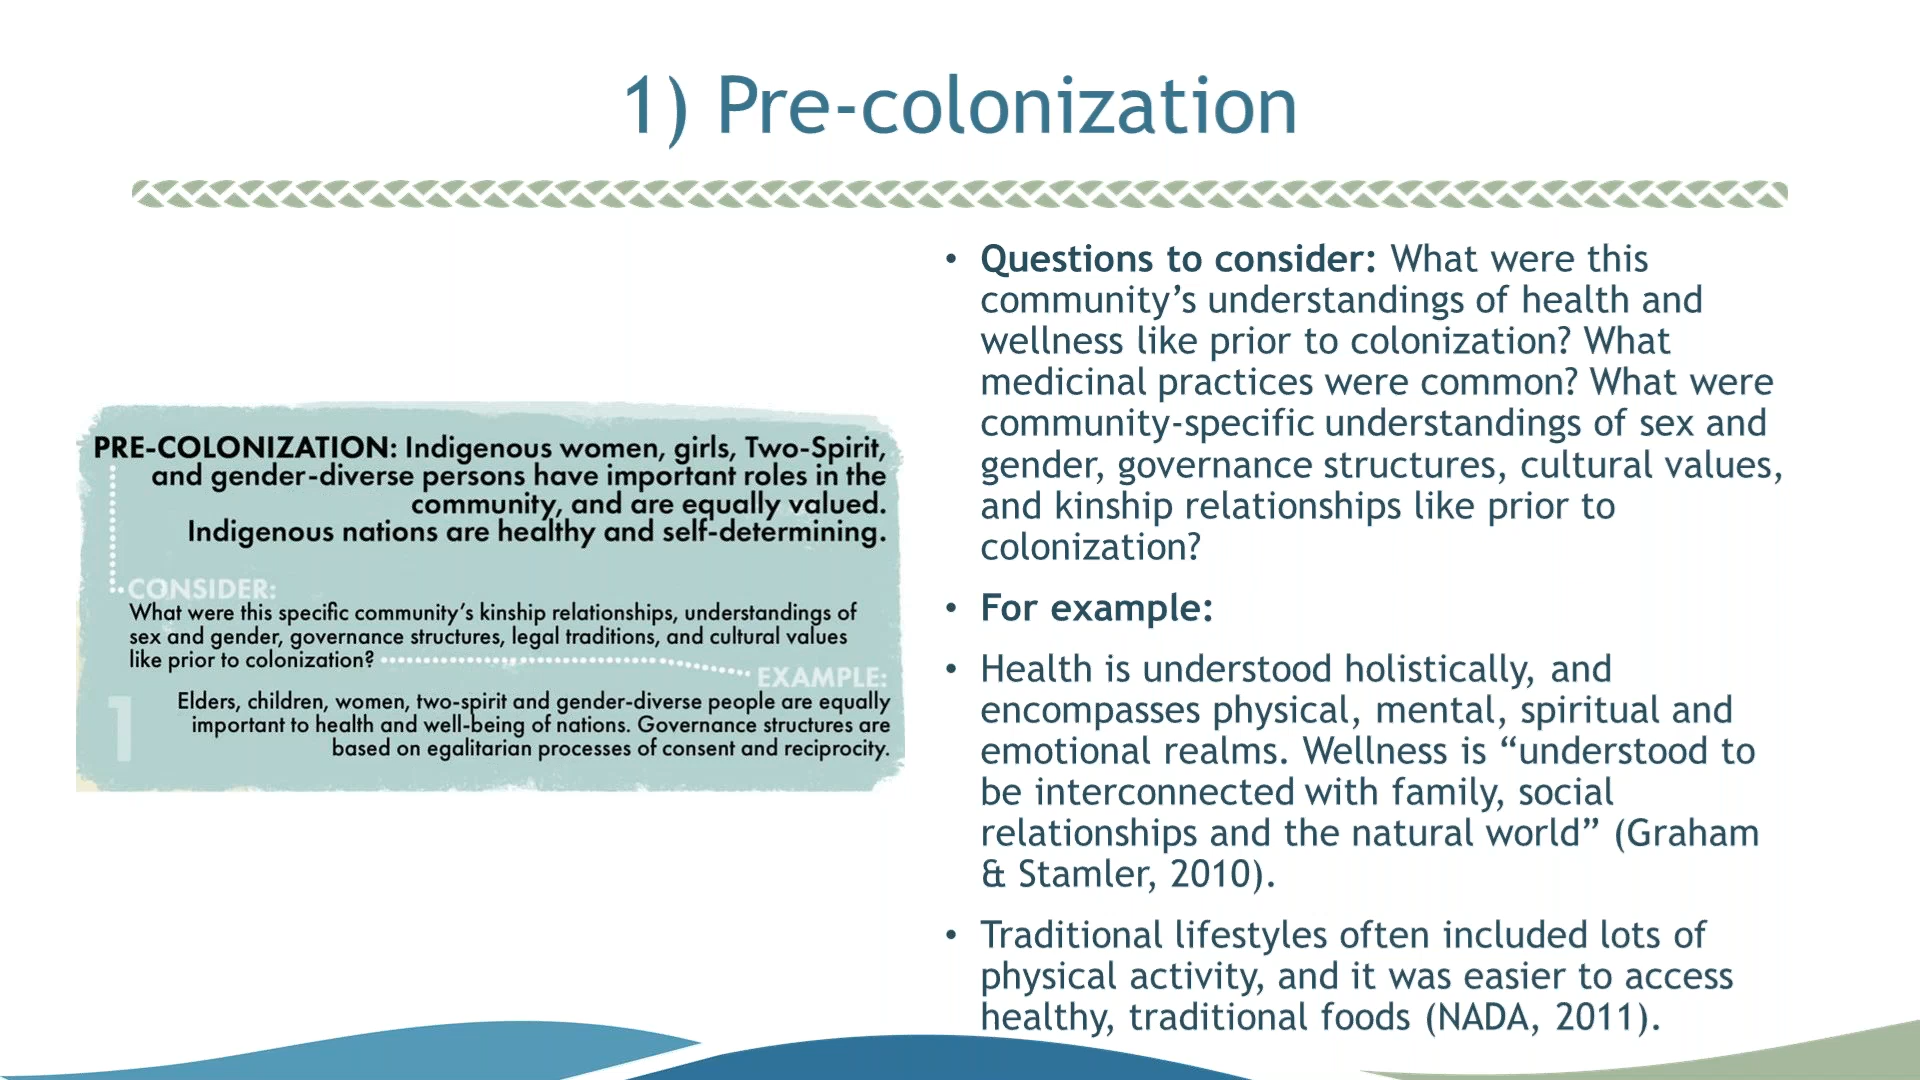 1) Pre-colonization
PRE-COLONIZATION: Indigenous women, girls, Two-Spirit,
and gender-diverse persons have important roles in the
community, and are equally valued.
Indigenous nations are healthy and self-determining.
CONSIDER:
What were this specific community’s kinship relationships, understandings of
sex and gender, governance structures, legal traditions, and cultural values
like prior to colonization?
EXAMPLE:
Elders, children, women, two-spirit and gender-diverse people are equally
important to health and well-being of nations. Governance structures are
based on egalitarian processes of consent and reciprocity.
1
• Questions to consider: What were this
community’s understandings of health and
wellness like prior to colonization? What
medicinal practices were common? What were
community-specific understandings of sex and
gender, governance structures, cultural values,
and kinship relationships like prior to
colonization?
• For example:
• Health is understood holistically, and
encompasses physical, mental, spiritual and
emotional realms. Wellness is “understood to
be interconnected with family, social
relationships and the natural world” (Graham
& Stamler, 2010).
• Traditional lifestyles often included lots of
physical activity, and it was easier to access
healthy, traditional foods (NADA, 2011).